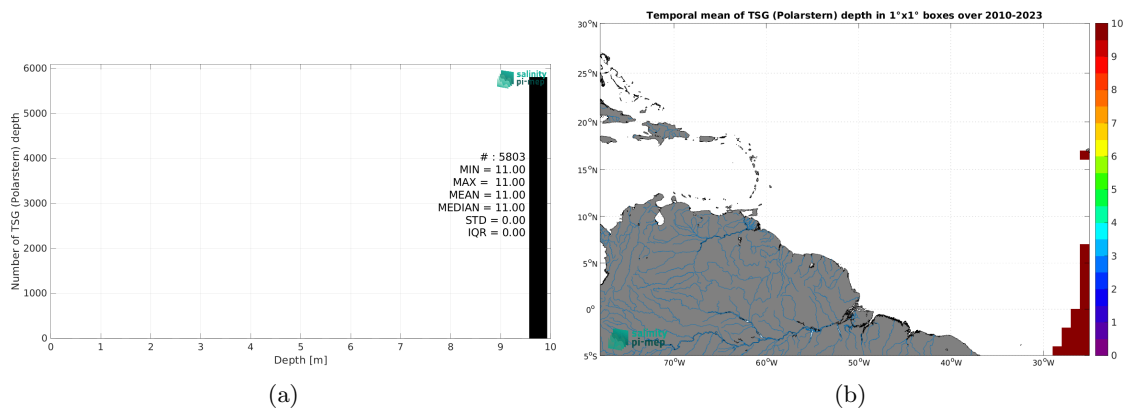 Number of TSG (Polarstern) depth
6000
5000
4000
3000
2000
1000
0
salinity
pi-mep
# : 5803
MIN = 11.00
MAX = 11.00
MEAN = 11.00
MEDIAN = 11.00
STD = 0.00
IQR = 0.00
0 1 2 3 4 5 6 7 8 9 10
Depth [m]
(a)
Temporal mean of TSG (Polarstern) depth in 1°x1° boxes over 2010-2023
30°N
25°N
20°N
15°N
10°N
5°N
0°
5°S
salinity
pi-mep
70°W 60°W 50°W 40°W 30°W
10
9
8
7
6
5
4
3
2
1
0
(b)